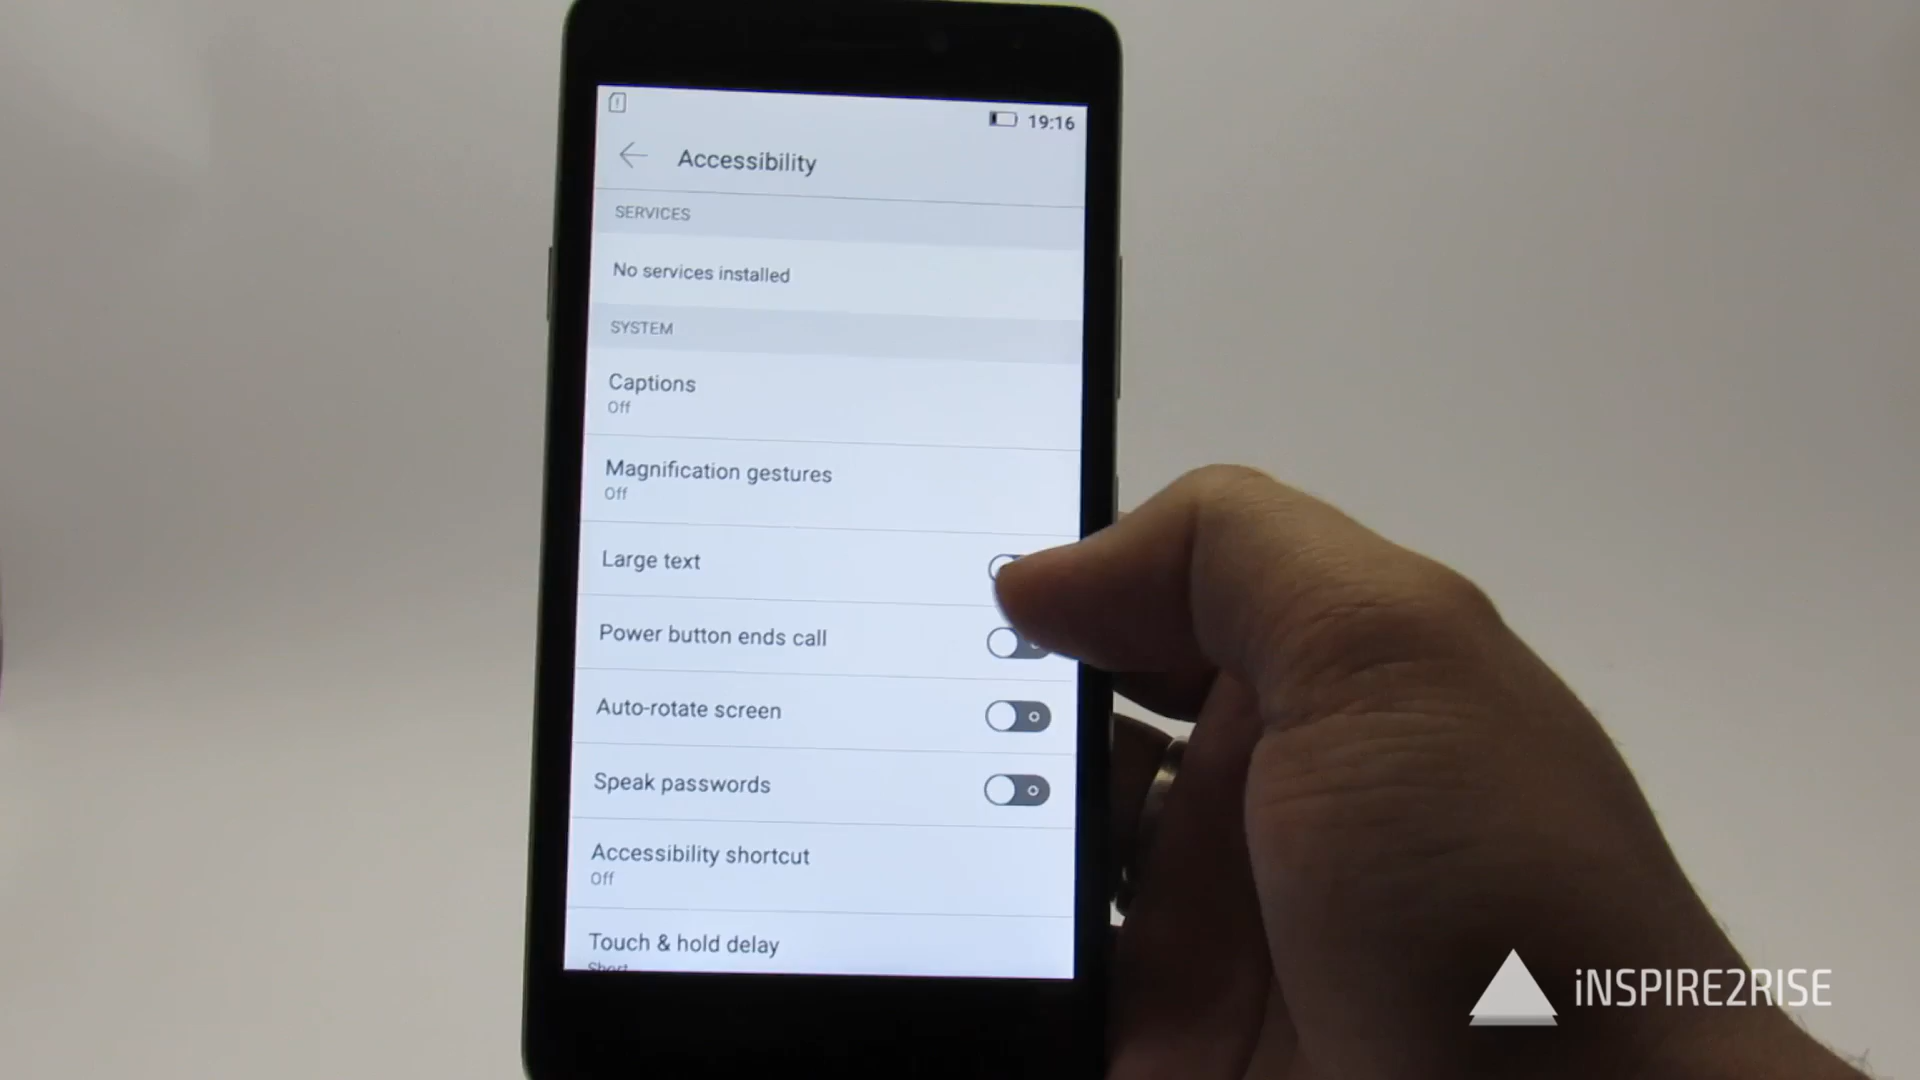 19:16
Accessibility
SERVICES
No services installed
SYSTEM
Captions
Off
Magnification gestures
Off
Large text
Power button ends call
Auto-rotate screen
Speak passwords
Accessibility shortcut
Off
Touch & hold delay
Short
iNSPIRE2RISE